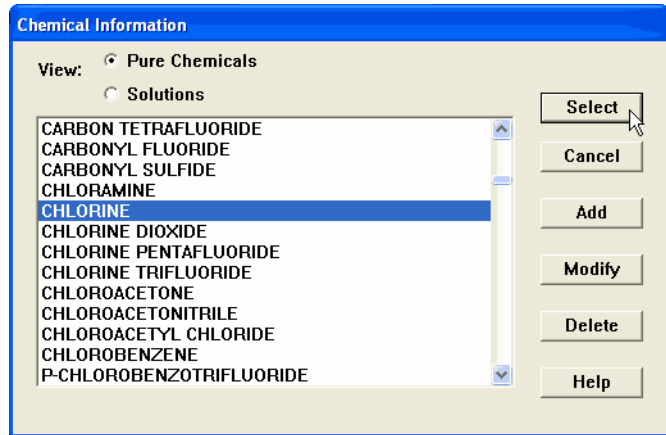 Chemical Information
View:
Pure Chemicals
Solutions
CARBON TETRAFLUORIDE
CARBONYL FLUORIDE
CARBONYL SULFIDE
CHLORAMINE
CHLORINE
CHLORINE DIOXIDE
CHLORINE PENTAFLUORIDE
CHLORINE TRIFLUORIDE
CHLOROACETONE
CHLOROACETONITRILE
CHLOROACETYL CHLORIDE
CHLOROBENZENE
P-CHLOROBENZOTRIFLUORIDE
Select
Cancel
Add
Modify
Delete
Help